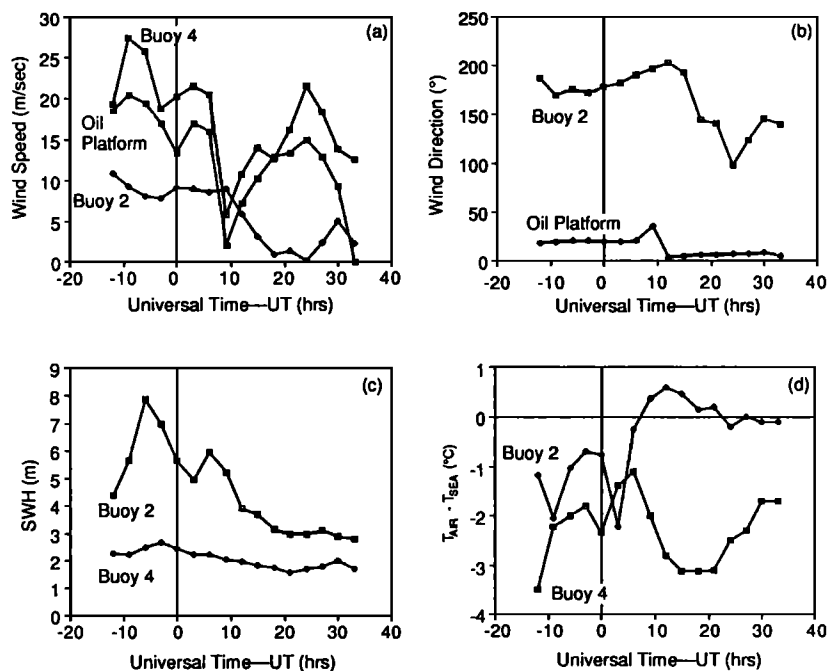 (a)
Buoy 4
Oil
Platform
Buoy 2
Wind Speed (m/sec)
30
25
20
15
10
5
0
-20 -10 0 10 20 30 40
Universal Time—UT (hrs)
(b)
Buoy 2
Oil Platform
Wind Direction (°)
250
200
150
100
50
0
-20 -10 0 10 20 30 40
Universal Time—UT (hrs)
(c)
Buoy 2
Buoy 4
SWH (m)
9
8
7
6
5
4
3
2
1
0
-20 -10 0 10 20 30 40
Universal Time—UT (hrs)
(d)
Buoy 2
Buoy 4
TAIR - TSEA (°C)
1
0
-1
-2
-3
-4
-20 -10 0 10 20 30 40
Universal Time—UT (hrs)